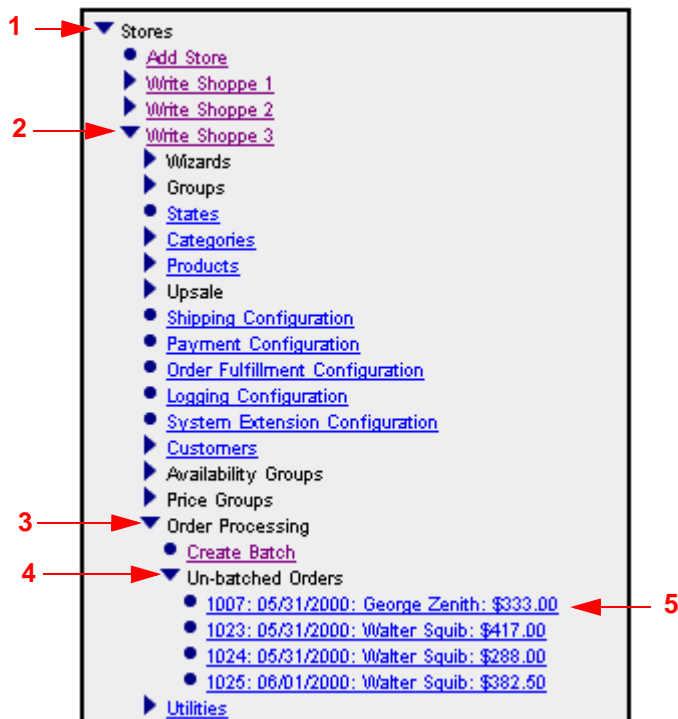 1 Stores
Add Store
Write Shoppe 1
Write Shoppe 2
2 Write Shoppe 3
Wizards
Groups
States
Categories
Products
Upsale
Shipping Configuration
Payment Configuration
Order Fulfillment Configuration
Logging Configuration
System Extension Configuration
Customers
Availability Groups
Price Groups
3 Order Processing
Create Batch
4 Un-batched Orders
1007: 05/31/2000: George Zenith: $333.00 5
1023: 05/31/2000: Walter Squib: $417.00
1024: 05/31/2000: Walter Squib: $288.00
1025: 06/01/2000: Walter Squib: $382.50
Utilities